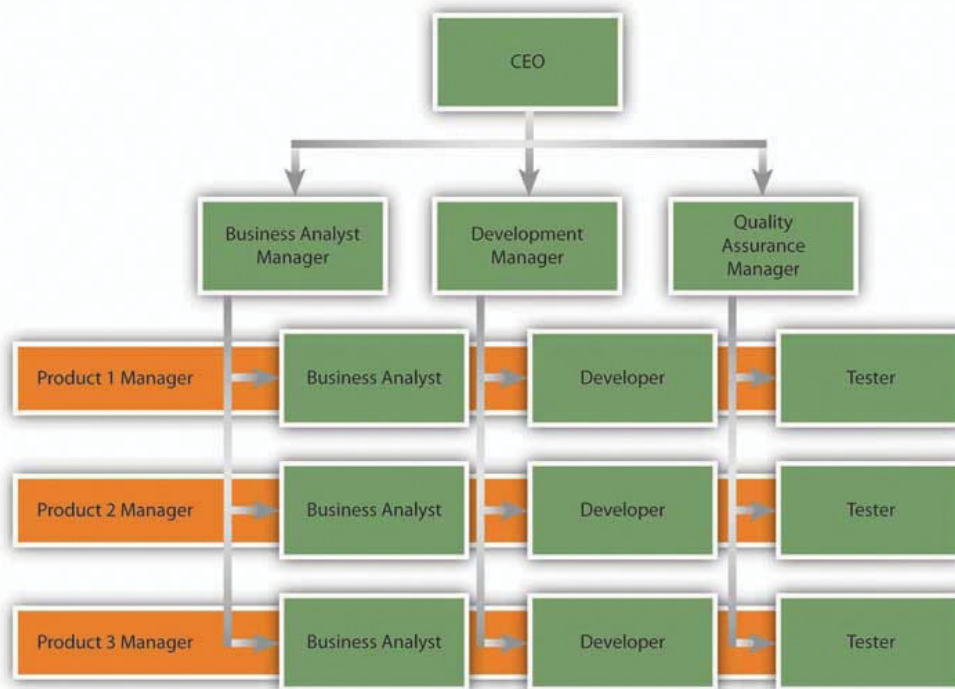 CEO
Business Analyst
Manager
Development
Manager
Quality
Assurance
Manager
Product 1 Manager
Business Analyst
Developer
Tester
Product 2 Manager
Business Analyst
Developer
Tester
Product 3 Manager
Business Analyst
Developer
Tester